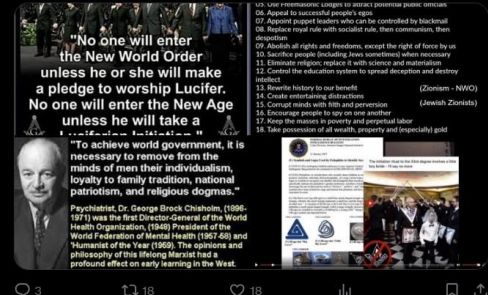 "No one will enter
the New World Order
unless he or she will make
a pledge to worship Lucifer.
No one will enter the New Age
unless he will take a
Luciferian Initiation."
05. Use Freemasonic Lodges to attract potential public officials
06. Appeal to successful people's egos
07. Appoint puppet leaders who can be controlled by blackmail
08. Replace royal rule with socialist rule, then communism, then
despotism
09. Abolish all rights and freedoms, except the right of force by us
10. Sacrifice people (including Jews sometimes) when necessary
11. Eliminate religion; replace it with science and materialism
12. Control the education system to spread deception and destroy
intellect
13. Rewrite history to our benefit
(Zionism - NWO)
14. Create entertaining distractions
15. Corrupt minds with filth and perversion
(Jewish Zionists)
16. Encourage people to spy on one another
17. Keep the masses in poverty and perpetual labor
18. Take possession of all wealth, property and (especially) gold
"To achieve world government, it is
necessary to remove from the
minds of men their individualism,
loyalty to family tradition, national
patriotism, and religious dogmas."
Psychiatrist, Dr. George Brock Chisholm, (1896-
1971) was the first Director-General of the World
Health Organization, (1948) President of the
World Federation of Mental Health (1957-58) and
'Humanist of the Year (1959). The opinions and
philosophy of this lifelong Marxist had a
profound effect on early learning in the West.
3
18
18